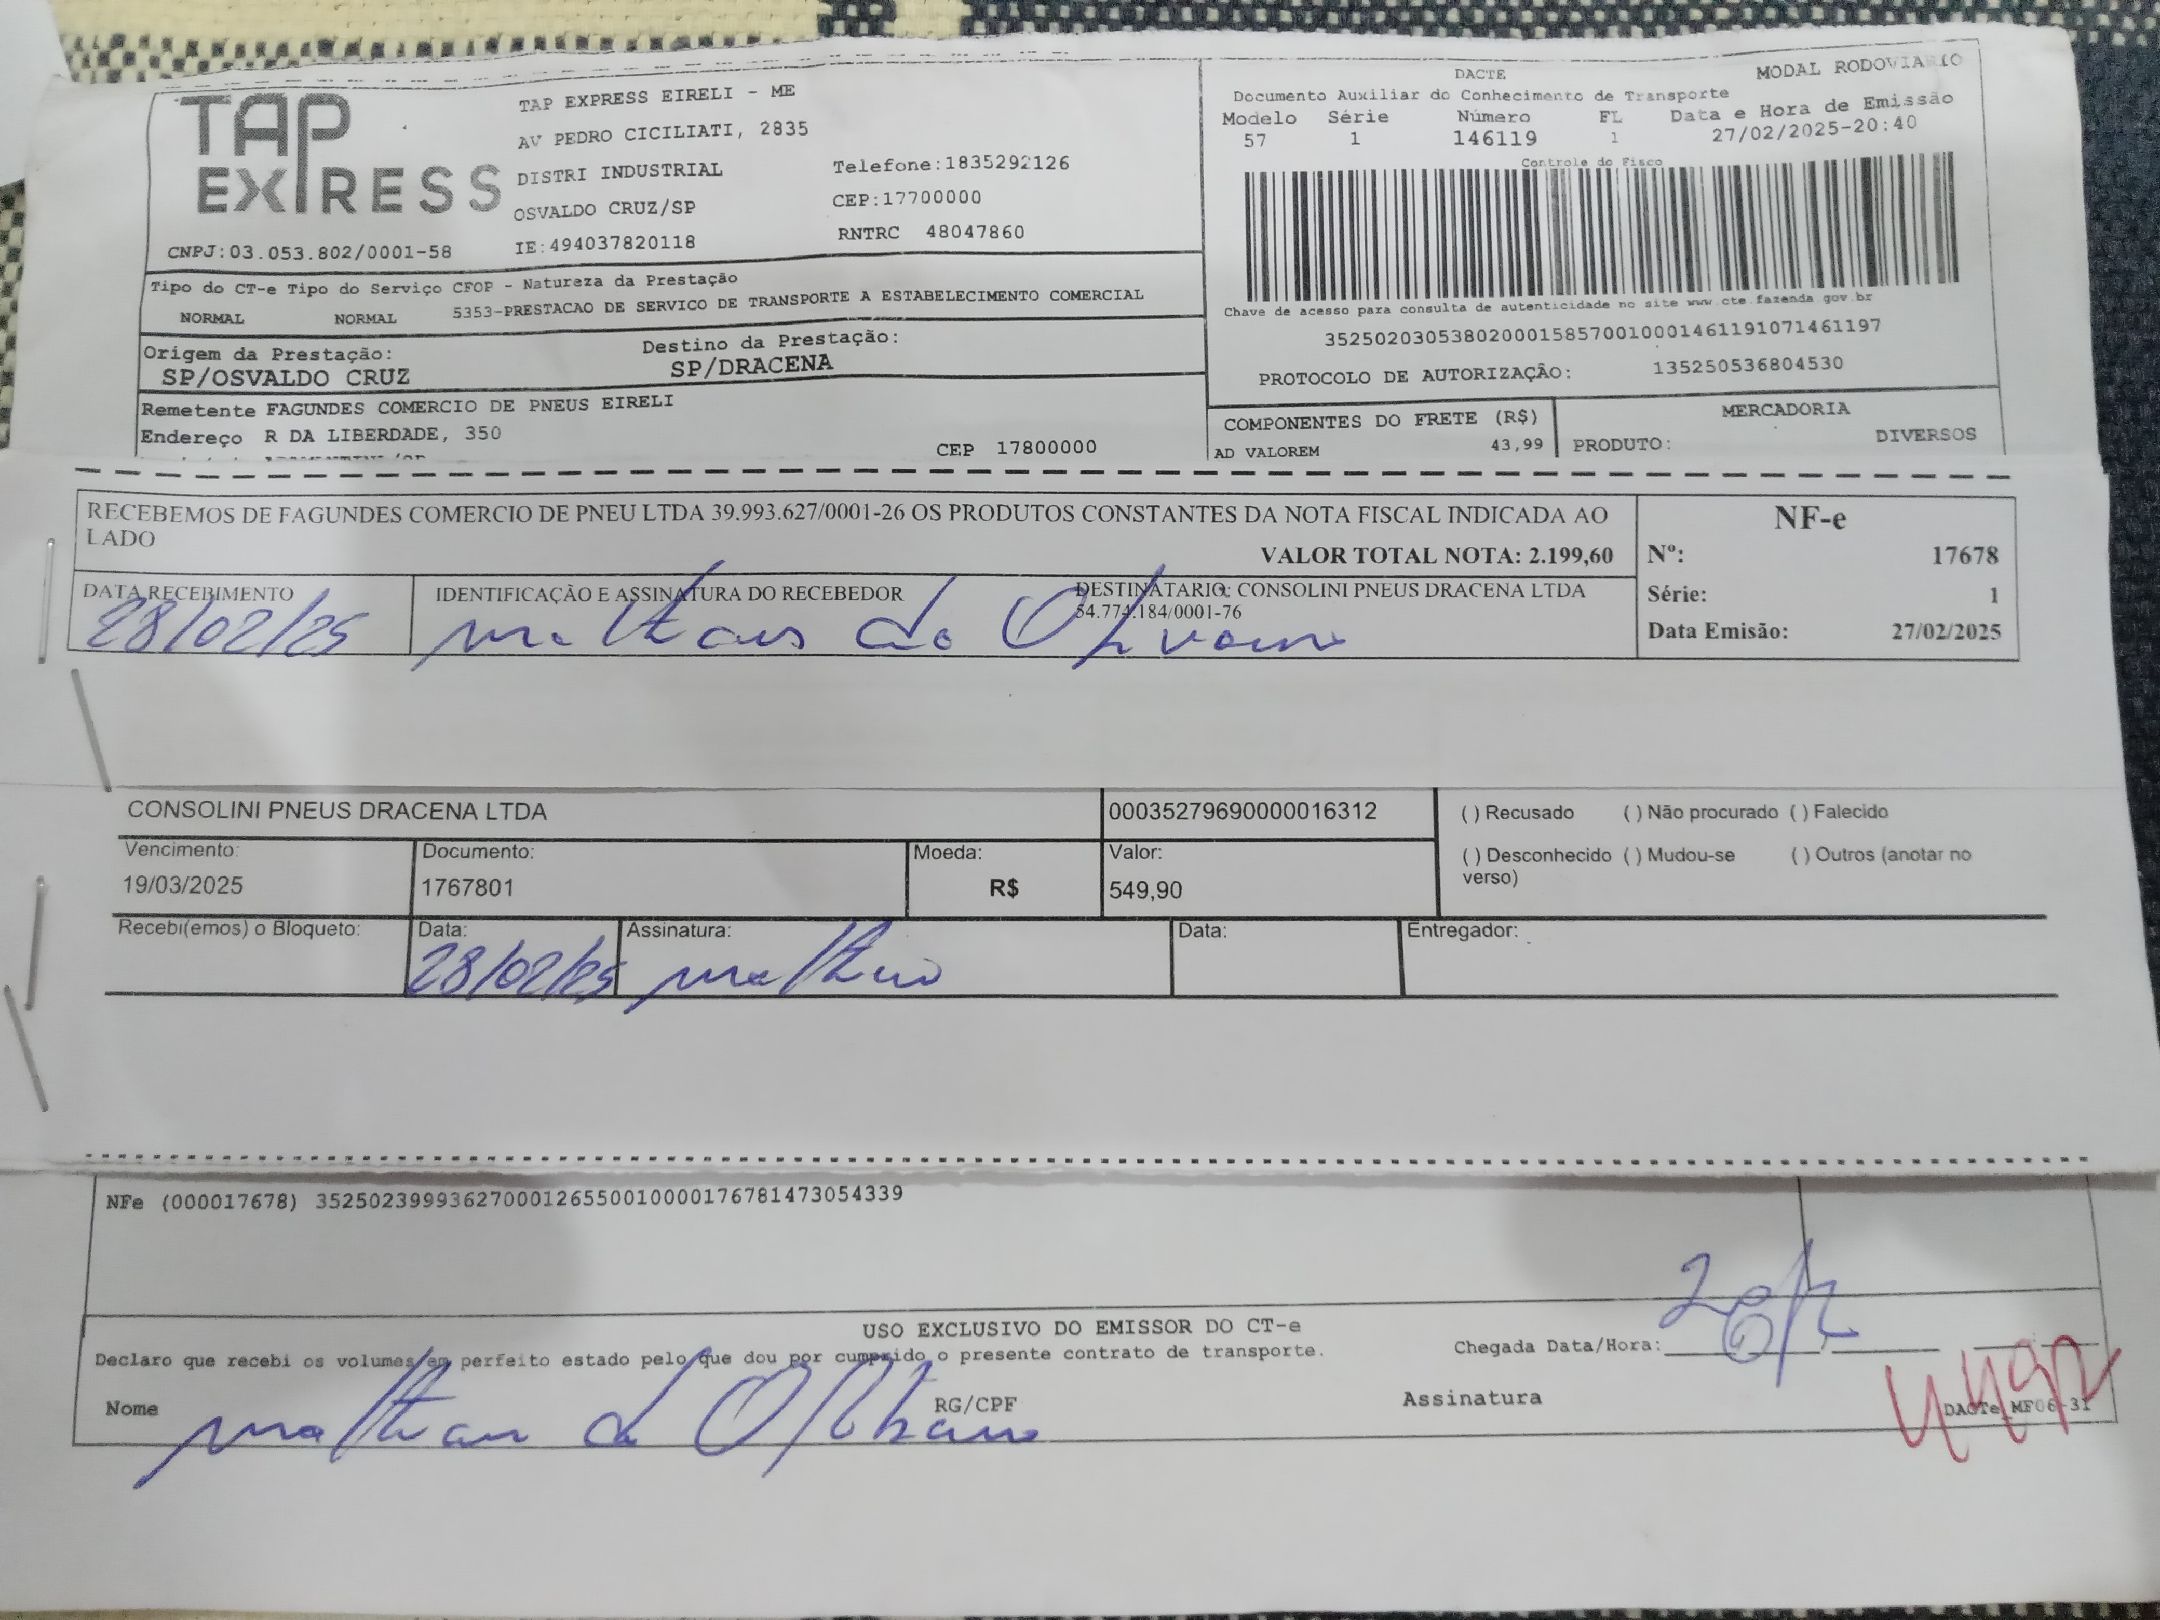 TAP
EXPRESS
TAP EXPRESS EIRELI - ME
AV PEDRO CICILIATI, 2835
DISTRI INDUSTRIAL
Telefone:1835292126
OSVALDO CRUZ/SP
CEP:17700000
CNPJ:03.053.802/0001-58
IE:494037820118
RNTRC 48047860
DACTE
MODAL RODOVIARIO
Documento Auxiliar do Conhecimento de Transporte
Modelo Série Número FL Data e Hora de Emissão
57 1 146119 1 27/02/2025-20:40
Controle do Fisco
Chave de acesso para consulta de autenticidade no site www.cte.fazenda.gov.br
35250203053802000158570010001461191071461197
PROTOCOLO DE AUTORIZAÇÃO: 135250536804530
Tipo do CT-e Tipo do Serviço CFOP - Natureza da Prestação
NORMAL NORMAL 5353-PRESTACAO DE SERVICO DE TRANSPORTE A ESTABELECIMENTO COMERCIAL
Origem da Prestação: Destino da Prestação:
SP/OSVALDO CRUZ SP/DRACENA
Remetente FAGUNDES COMERCIO DE PNEUS EIRELI
Endereço R DA LIBERDADE, 350
CEP 17800000
COMPONENTES DO FRETE (R$) MERCADORIA
AD VALOREM 43,99 PRODUTO: DIVERSOS
RECEBEMOS DE FAGUNDES COMERCIO DE PNEU LTDA 39.993.627/0001-26 OS PRODUTOS CONSTANTES DA NOTA FISCAL INDICADA AO
LADO
VALOR TOTAL NOTA: 2.199,60
NF-e
Nº: 17678
Série: 1
Data Emisão: 27/02/2025
DATA RECEBIMENTO IDENTIFICAÇÃO E ASSINATURA DO RECEBEDOR DESTINATARIO: CONSOLINI PNEUS DRACENA LTDA
54.774.184/0001-76
28/02/25
CONSOLINI PNEUS DRACENA LTDA 00035279690000016312
( ) Recusado ( ) Não procurado ( ) Falecido
Vencimento: Documento: Moeda: Valor:
( ) Desconhecido ( ) Mudou-se ( ) Outros (anotar no
verso)
19/03/2025 1767801 R$ 549,90
Recebi(emos) o Bloqueto: Data: Assinatura: Data: Entregador:
28/02/25
NFe (000017678) 35250239993627000126550010000176781473054339
USO EXCLUSIVO DO EMISSOR DO CT-e
Declaro que recebi os volumes em perfeito estado pelo que dou por cumprido o presente contrato de transporte.
Chegada Data/Hora:
Nome RG/CPF Assinatura
DACTe_MF06-31